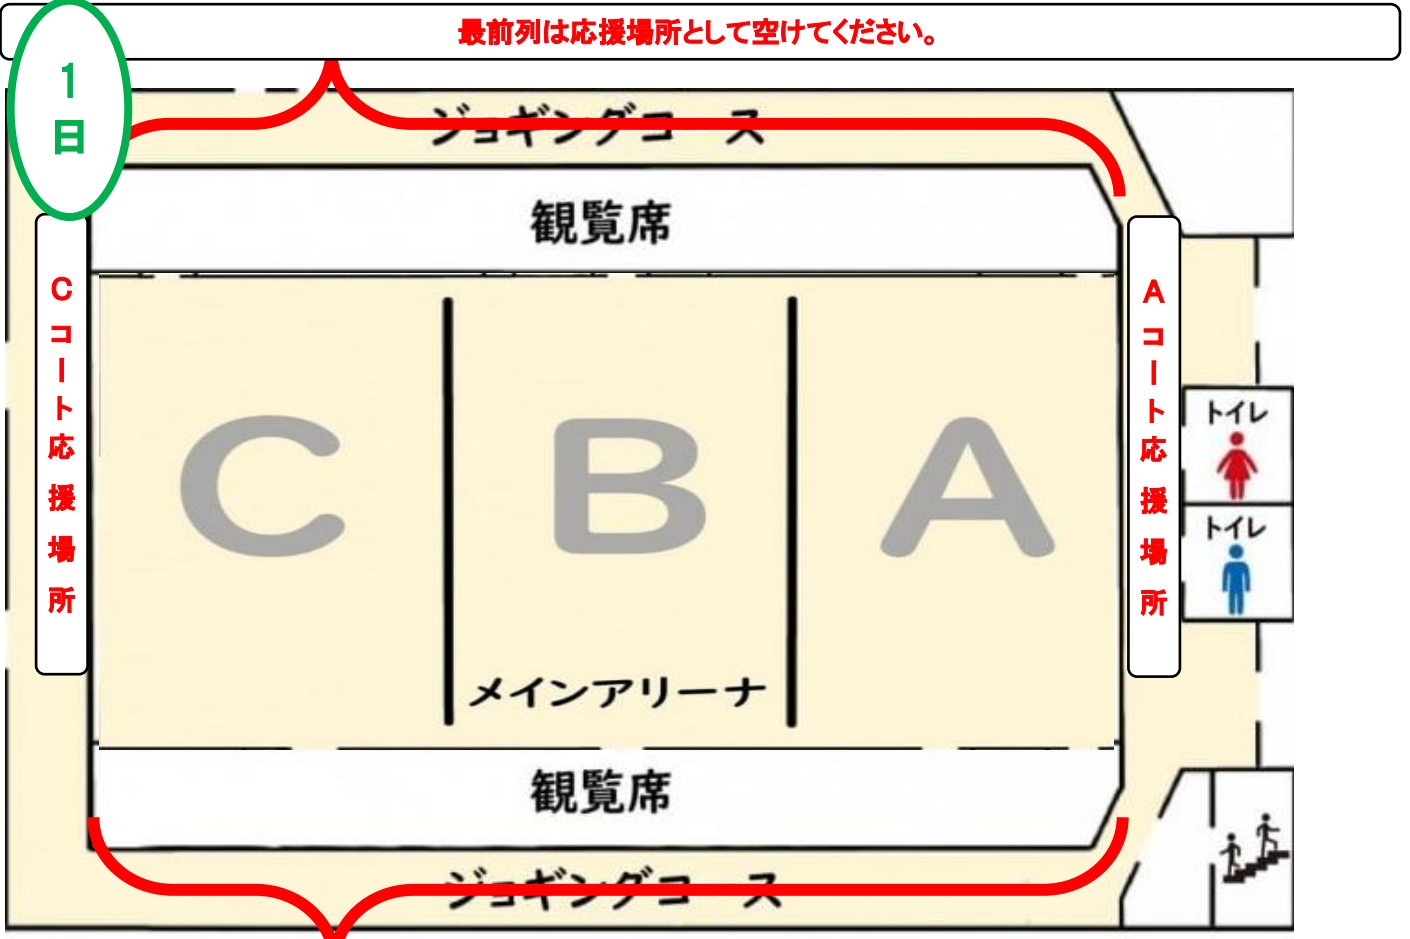 最前列は応援場所として空けてください。
1
日
ジョギングコース
観覧席
Cコート応援場所
Aコート応援場所
C
B
A
トイレ
トイレ
メインアリーナ
観覧席
ジョギングコース